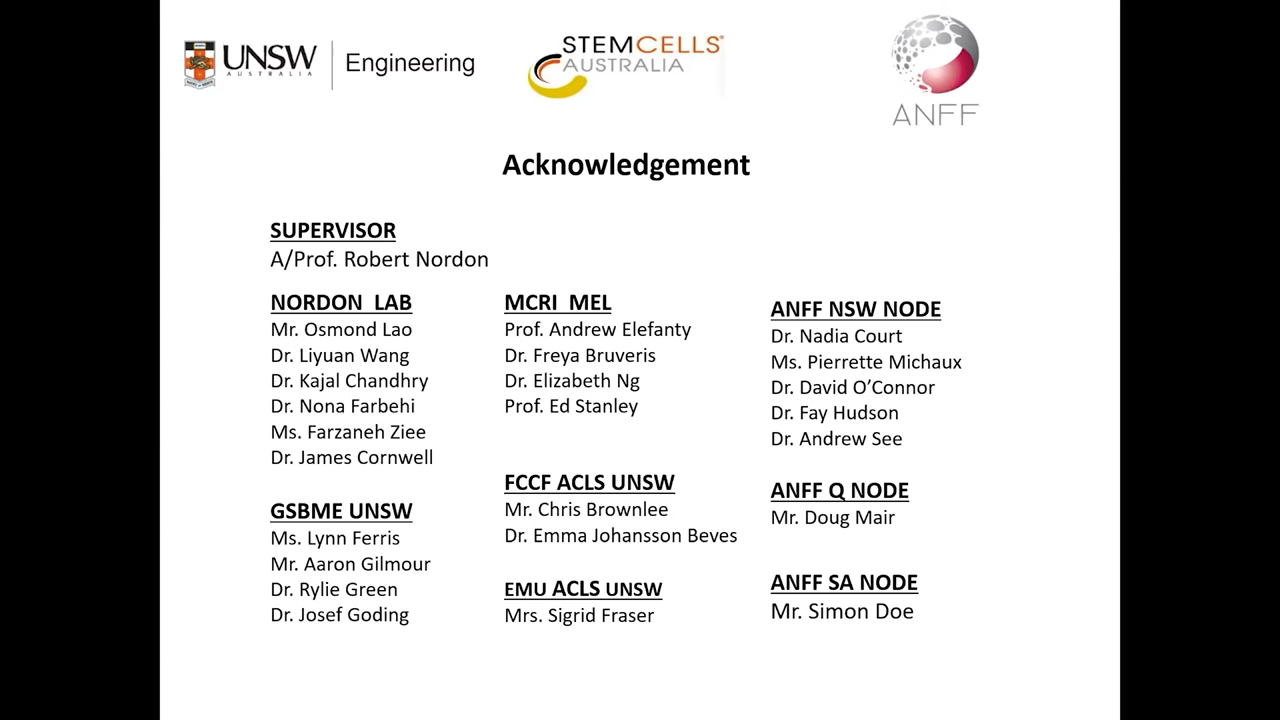 UNSW
AUSTRALIA
Engineering
STEMCELLS
AUSTRALIA
ANFF
Acknowledgement
SUPERVISOR
A/Prof. Robert Nordon
NORDON LAB
Mr. Osmond Lao
Dr. Liyuan Wang
Dr. Kajal Chandhry
Dr. Nona Farbehi
Ms. Farzaneh Ziee
Dr. James Cornwell
GSBME UNSW
Ms. Lynn Ferris
Mr. Aaron Gilmour
Dr. Rylie Green
Dr. Josef Goding
MCRI MEL
Prof. Andrew Elefanty
Dr. Freya Bruveris
Dr. Elizabeth Ng
Prof. Ed Stanley
FCCF ACLS UNSW
Mr. Chris Brownlee
Dr. Emma Johansson Beves
EMU ACLS UNSW
Mrs. Sigrid Fraser
ANFF NSW NODE
Dr. Nadia Court
Ms. Pierrette Michaux
Dr. David O’Connor
Dr. Fay Hudson
Dr. Andrew See
ANFF Q NODE
Mr. Doug Mair
ANFF SA NODE
Mr. Simon Doe